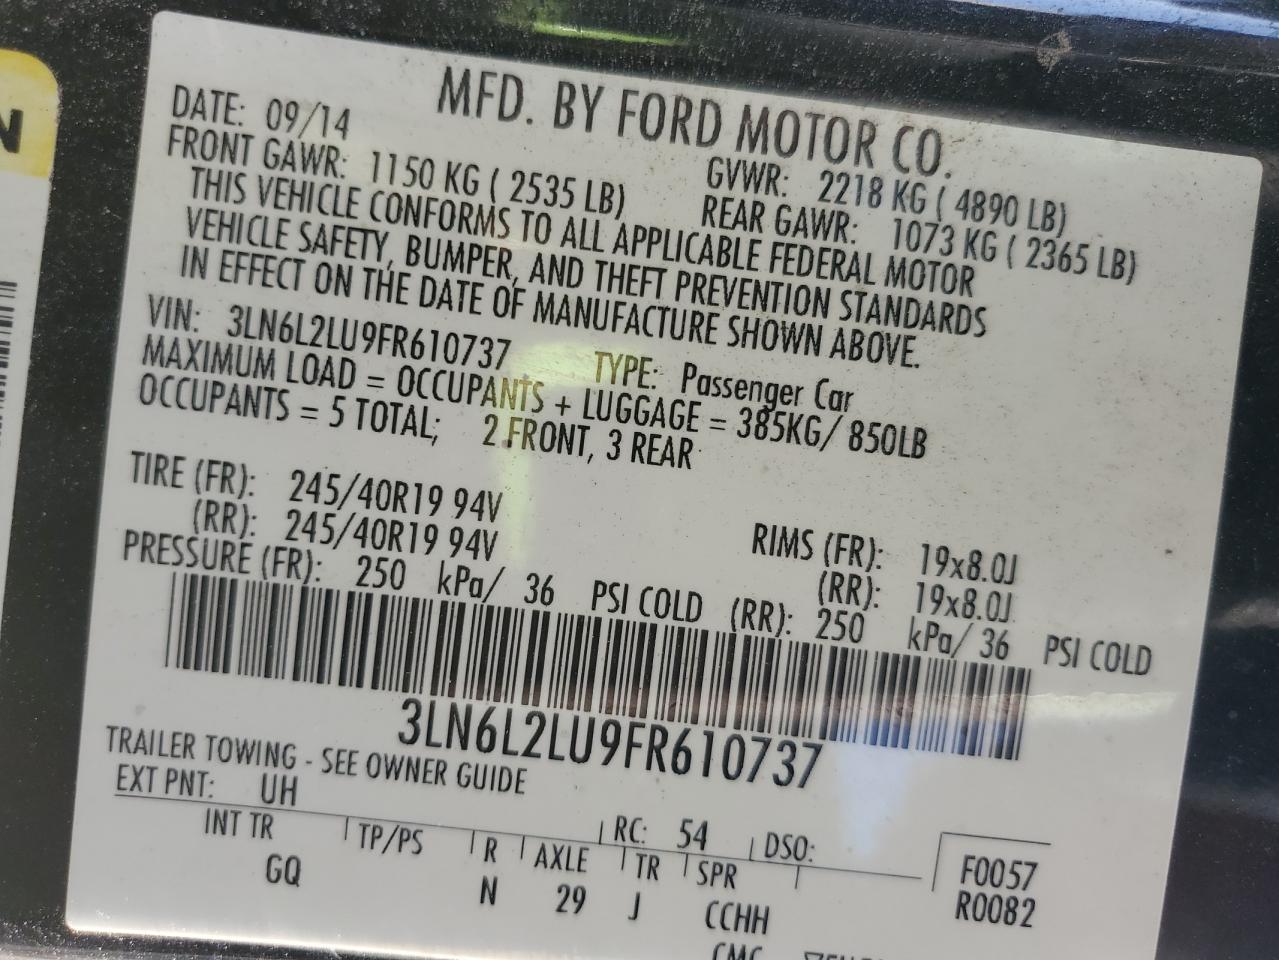 N
MFD. BY FORD MOTOR CO.
DATE: 09/14 GVWR: 2218 KG ( 4890 LB)
FRONT GAWR: 1150 KG ( 2535 LB) REAR GAWR: 1073 KG ( 2365 LB)
THIS VEHICLE CONFORMS TO ALL APPLICABLE FEDERAL MOTOR
VEHICLE SAFETY, BUMPER, AND THEFT PREVENTION STANDARDS
IN EFFECT ON THE DATE OF MANUFACTURE SHOWN ABOVE.
VIN: 3LN6L2LU9FR610737 TYPE: Passenger Car
MAXIMUM LOAD = OCCUPANTS + LUGGAGE = 385KG/ 850LB
OCCUPANTS = 5 TOTAL; 2 FRONT, 3 REAR
TIRE (FR): 245/40R19 94V RIMS (FR): 19x8.0J
(RR): 245/40R19 94V (RR): 19x8.0J
PRESSURE (FR): 250 kPa/ 36 PSI COLD (RR): 250 kPa/ 36 PSI COLD
3LN6L2LU9FR610737
TRAILER TOWING - SEE OWNER GUIDE
EXT PNT: UH RC: 54 DSO:
INT TR TP/PS R AXLE TR SPR F0057
GQ N 29 J CCHH R0082